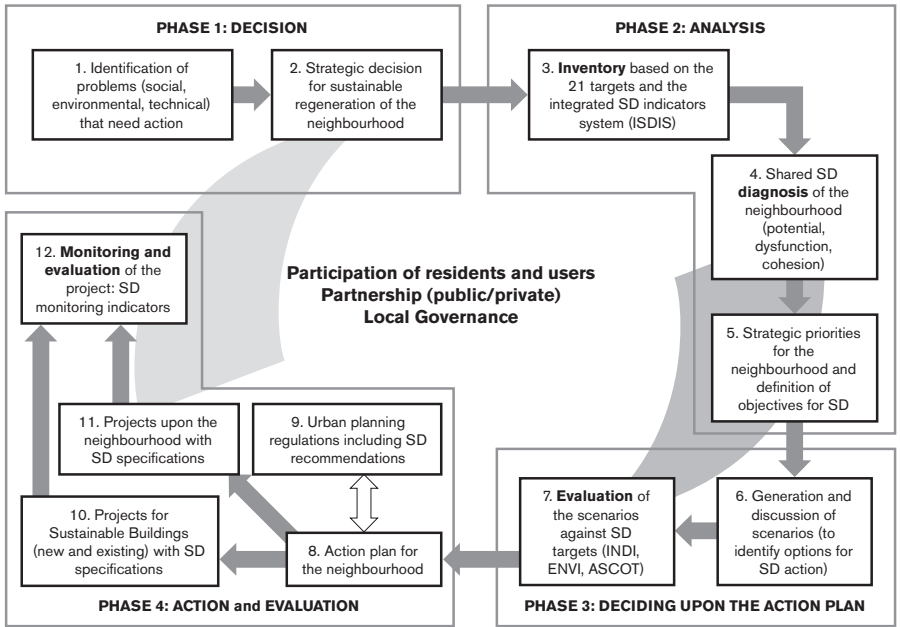 PHASE 1: DECISION
1. Identification of
problems (social,
environmental, technical)
that need action
2. Strategic decision
for sustainable
regeneration of the
neighbourhood
PHASE 2: ANALYSIS
3. Inventory based on the
21 targets and the
integrated SD indicators
system (ISDIS)
4. Shared SD
diagnosis of the
neighbourhood
(potential,
dysfunction,
cohesion)
5. Strategic priorities
for the
neighbourhood and
definition of
objectives for SD
Participation of residents and users
Partnership (public/private)
Local Governance
6. Generation and
discussion of
scenarios (to
identify options for
SD action)
7. Evaluation of
the scenarios
against SD
targets (INDI,
ENVI, ASCOT)
PHASE 3: DECIDING UPON THE ACTION PLAN
8. Action plan for
the neighbourhood
9. Urban planning
regulations including SD
recommendations
10. Projects for
Sustainable Buildings
(new and existing) with SD
specifications
11. Projects upon the
neighbourhood with
SD specifications
12. Monitoring and
evaluation of the
project: SD
monitoring indicators
PHASE 4: ACTION and EVALUATION